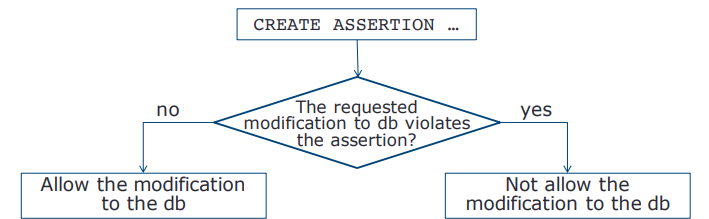 CREATE ASSERTION …
The requested
modification to db violates
the assertion?
no
yes
Allow the modification
to the db
Not allow the
modification to the db